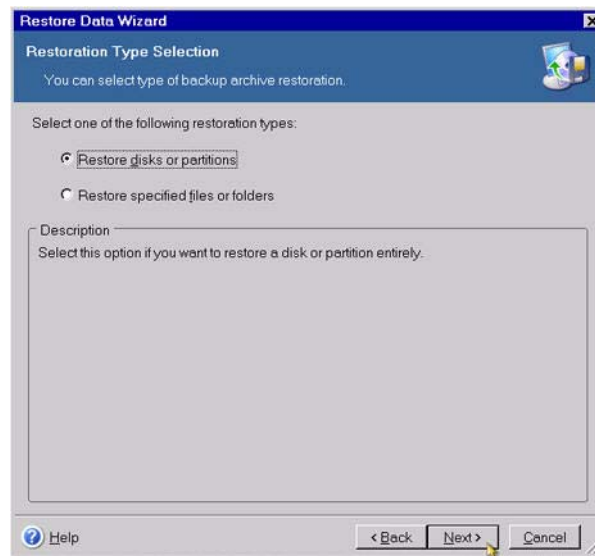 Restore Data Wizard
Restoration Type Selection
You can select type of backup archive restoration.
Select one of the following restoration types:
Restore disks or partitions
Restore specified files or folders
Description
Select this option if you want to restore a disk or partition entirely.
Help
< Back
Next >
Cancel